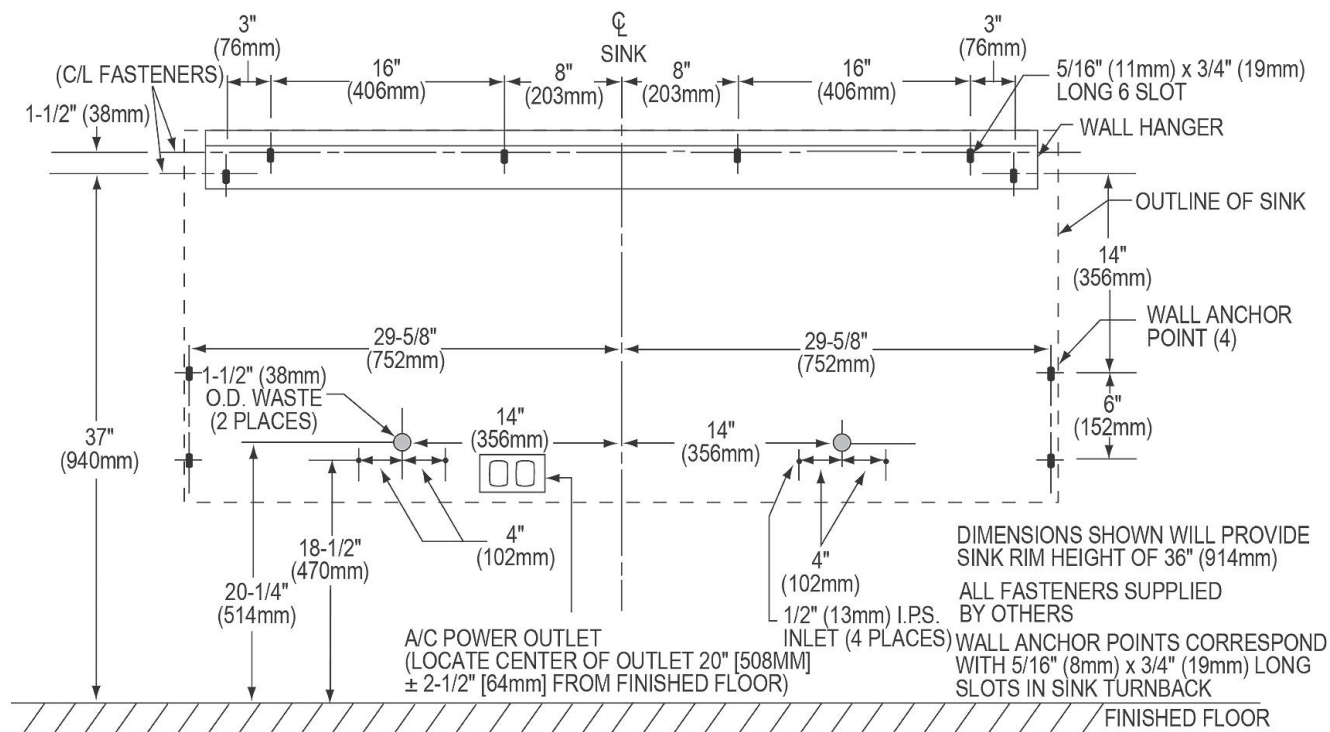 ℄
SINK
3"
(76mm)
16"
(406mm)
8"
(203mm)
8"
(203mm)
16"
(406mm)
3"
(76mm)
(C/L FASTENERS)
1-1/2" (38mm)
5/16" (11mm) x 3/4" (19mm)
LONG 6 SLOT
WALL HANGER
OUTLINE OF SINK
14"
(356mm)
WALL ANCHOR
POINT (4)
29-5/8"
(752mm)
29-5/8"
(752mm)
1-1/2" (38mm)
O.D. WASTE
(2 PLACES)
14"
(356mm)
14"
(356mm)
6"
(152mm)
37"
(940mm)
18-1/2"
(470mm)
20-1/4"
(514mm)
4"
(102mm)
4"
(102mm)
A/C POWER OUTLET
(LOCATE CENTER OF OUTLET 20" [508MM]
± 2-1/2" [64mm] FROM FINISHED FLOOR)
1/2" (13mm) I.P.S.
INLET (4 PLACES)
DIMENSIONS SHOWN WILL PROVIDE
SINK RIM HEIGHT OF 36" (914mm)
ALL FASTENERS SUPPLIED
BY OTHERS
WALL ANCHOR POINTS CORRESPOND
WITH 5/16" (8mm) x 3/4" (19mm) LONG
SLOTS IN SINK TURNBACK
FINISHED FLOOR